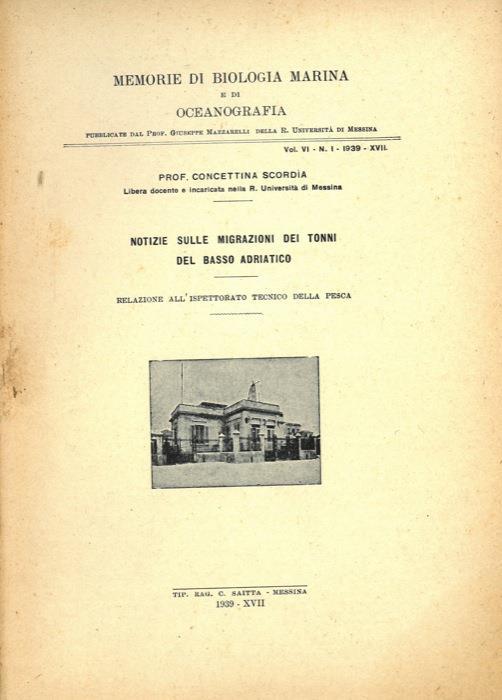 MEMORIE DI BIOLOGIA MARINA
E DI
OCEANOGRAFIA
PUBBLICATE DAL PROF. GIUSEPPE MAZZARELLI DELLA R. UNIVERSITÀ DI MESSINA
VOL. VI - N. I - 1939 - XVII.
PROF. CONCETTINA SCORDÌA
Libera docente e incaricata nella R. Università di Messina
NOTIZIE SULLE MIGRAZIONI DEI TONNI
DEL BASSO ADRIATICO
RELAZIONE ALL'ISPETTORATO TECNICO DELLA PESCA
TIP. RAG. C. SAITTA - MESSINA
1939 - XVII